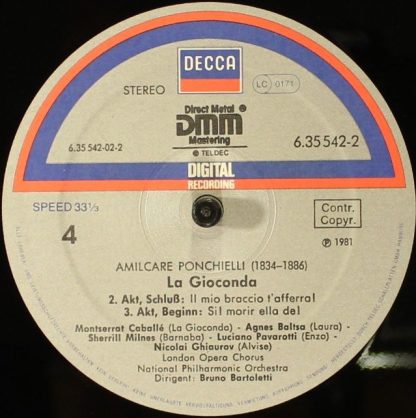 DECCA
STEREO
LC 0171
Direct Metal
DMM
Mastering
℗ TELDEC
6.35 542-02-2
6.35 542-2
DIGITAL
RECORDING
SPEED 33⅓
Contr.
Copyr.
4
℗ 1981
AMILCARE PONCHIELLI (1834–1886)
La Gioconda
2. Akt, Schluß: Il mio braccio t'afferra!
3. Akt, Beginn: Sì! morir ella de!
Montserrat Caballé (La Gioconda) - Agnes Baltsa (Laura) -
Sherrill Milnes (Barnaba) - Luciano Pavarotti (Enzo) -
Nicolai Ghiaurov (Alvise)
London Opera Chorus
National Philharmonic Orchestra
Dirigent: Bruno Bartoletti